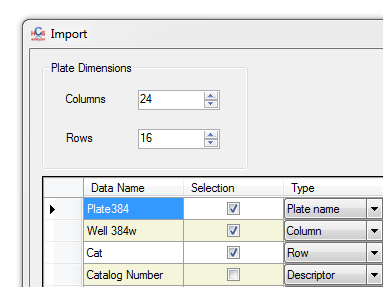 Import
Plate Dimensions
Columns 24
Rows 16
Data Name Selection Type
Plate384 Plate name
Well 384w Column
Cat Row
Catalog Number Descriptor